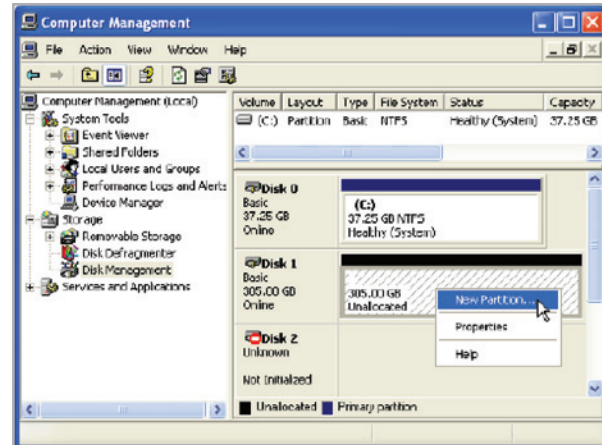 Computer Management
File Action View Window Help
Computer Management (Local)
System Tools
Event Viewer
Shared Folders
Local Users and Groups
Performance Logs and Alerts
Device Manager
Storage
Removable Storage
Disk Defragmenter
Disk Management
Services and Applications
Volume Layout Type File System Status Capacity
(C:) Partition Basic NTFS Healthy (System) 37.25 GB
Disk 0
Basic
37.25 GB
Online
(C:)
37.25 GB NTFS
Healthy (System)
Disk 1
Basic
305.00 GB
Online
305.00 GB
Unallocated
New Partition...
Properties
Help
Disk 2
Unknown
Not Initialized
Unallocated Primary partition